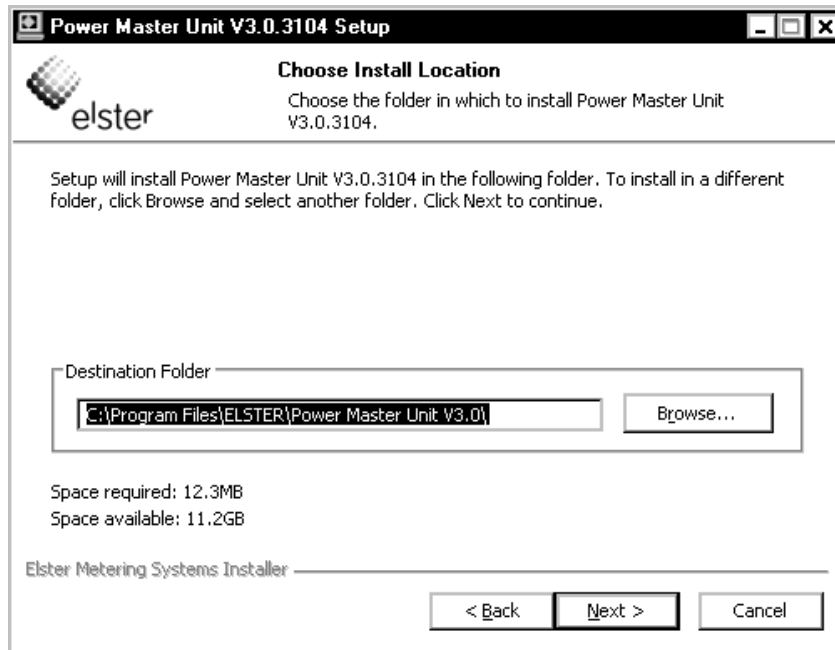 Power Master Unit V3.0.3104 Setup
elster
Choose Install Location
Choose the folder in which to install Power Master Unit
V3.0.3104.
Setup will install Power Master Unit V3.0.3104 in the following folder. To install in a different
folder, click Browse and select another folder. Click Next to continue.
Destination Folder
C:\Program Files\ELSTER\Power Master Unit V3.0\
Browse...
Space required: 12.3MB
Space available: 11.2GB
Elster Metering Systems Installer
< Back
Next >
Cancel